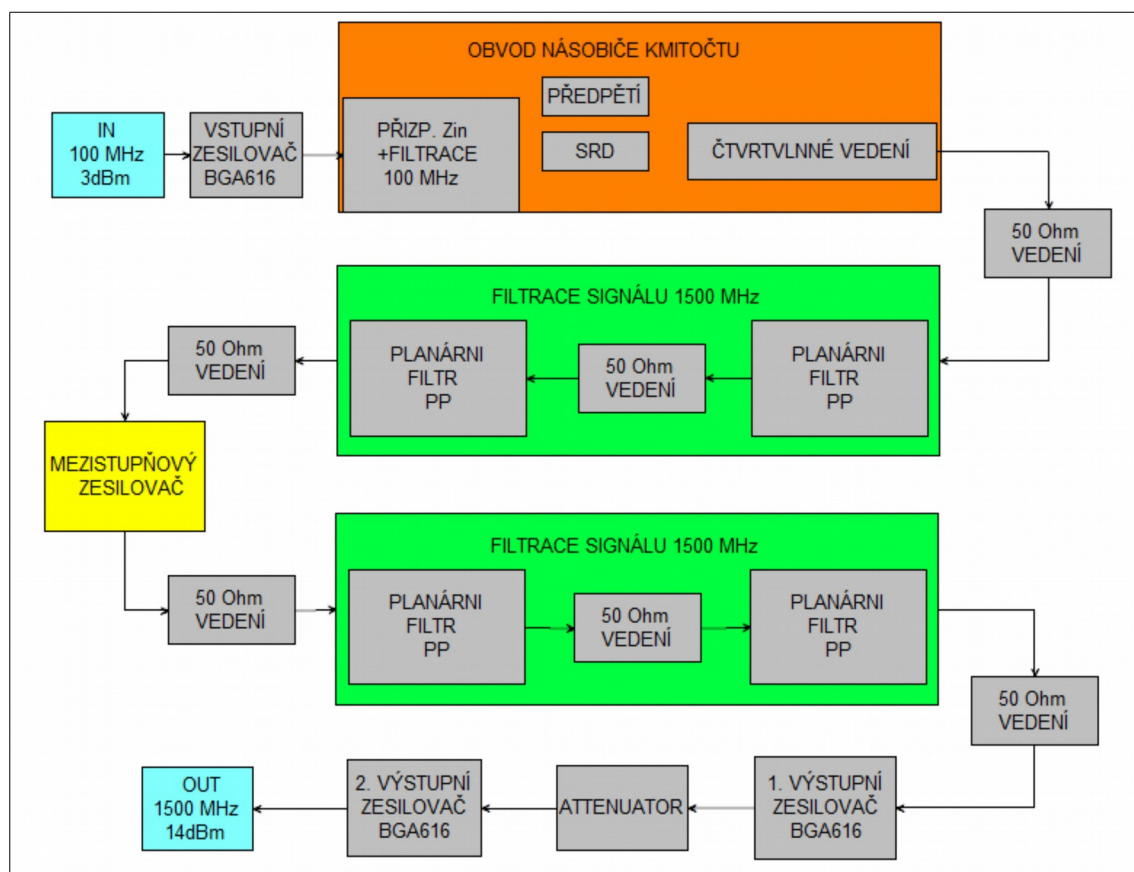 OBVOD NÁSOBIČE KMITOČTU
IN
100 MHz
3dBm
VSTUPNÍ
ZESILOVAČ
BGA616
PŘIZP. Zin
+FILTRACE
100 MHz
PŘEDPĚTÍ
SRD
ČTVRTVLNNÉ VEDENÍ
50 Ohm
VEDENÍ
FILTRACE SIGNÁLU 1500 MHz
PLANÁRNI
FILTR
PP
50 Ohm
VEDENÍ
PLANÁRNI
FILTR
PP
50 Ohm
VEDENÍ
MEZISTUPŇOVÝ
ZESILOVAČ
50 Ohm
VEDENÍ
FILTRACE SIGNÁLU 1500 MHz
PLANÁRNI
FILTR
PP
50 Ohm
VEDENÍ
PLANÁRNI
FILTR
PP
50 Ohm
VEDENÍ
1. VÝSTUPNÍ
ZESILOVAČ
BGA616
ATTENUATOR
2. VÝSTUPNÍ
ZESILOVAČ
BGA616
OUT
1500 MHz
14dBm